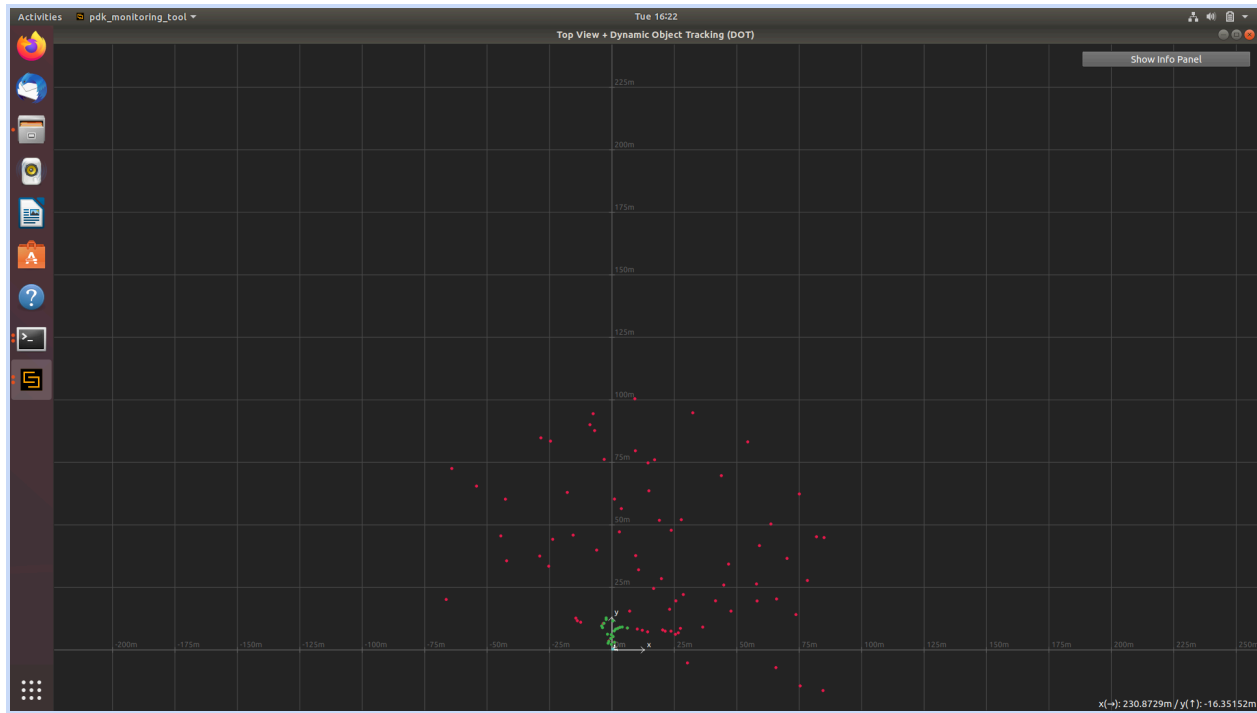 Activities pdk_monitoring_tool Tue 16:22
Top View + Dynamic Object Tracking (DOT)
Show Info Panel
225m
200m
175m
150m
125m
100m
75m
50m
25m
y
-200m -175m -150m -125m -100m -75m -50m -25m 0m x 25m 50m 75m 100m 125m 150m 175m 200m 225m 250m
x(→): 230.8729m / y(↑): -16.35152m